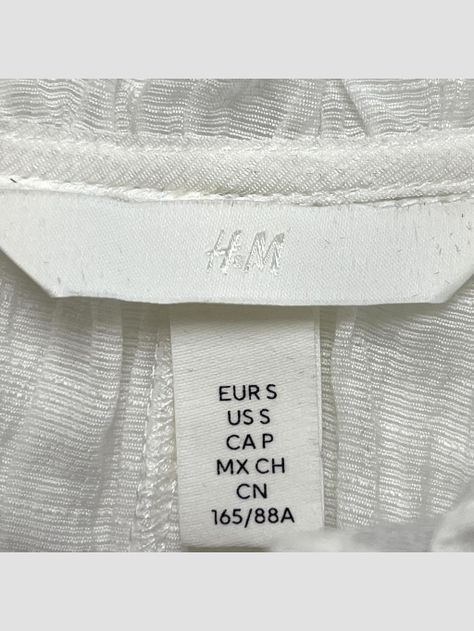 H&M
EUR S
US S
CA P
MX CH
CN
165/88A